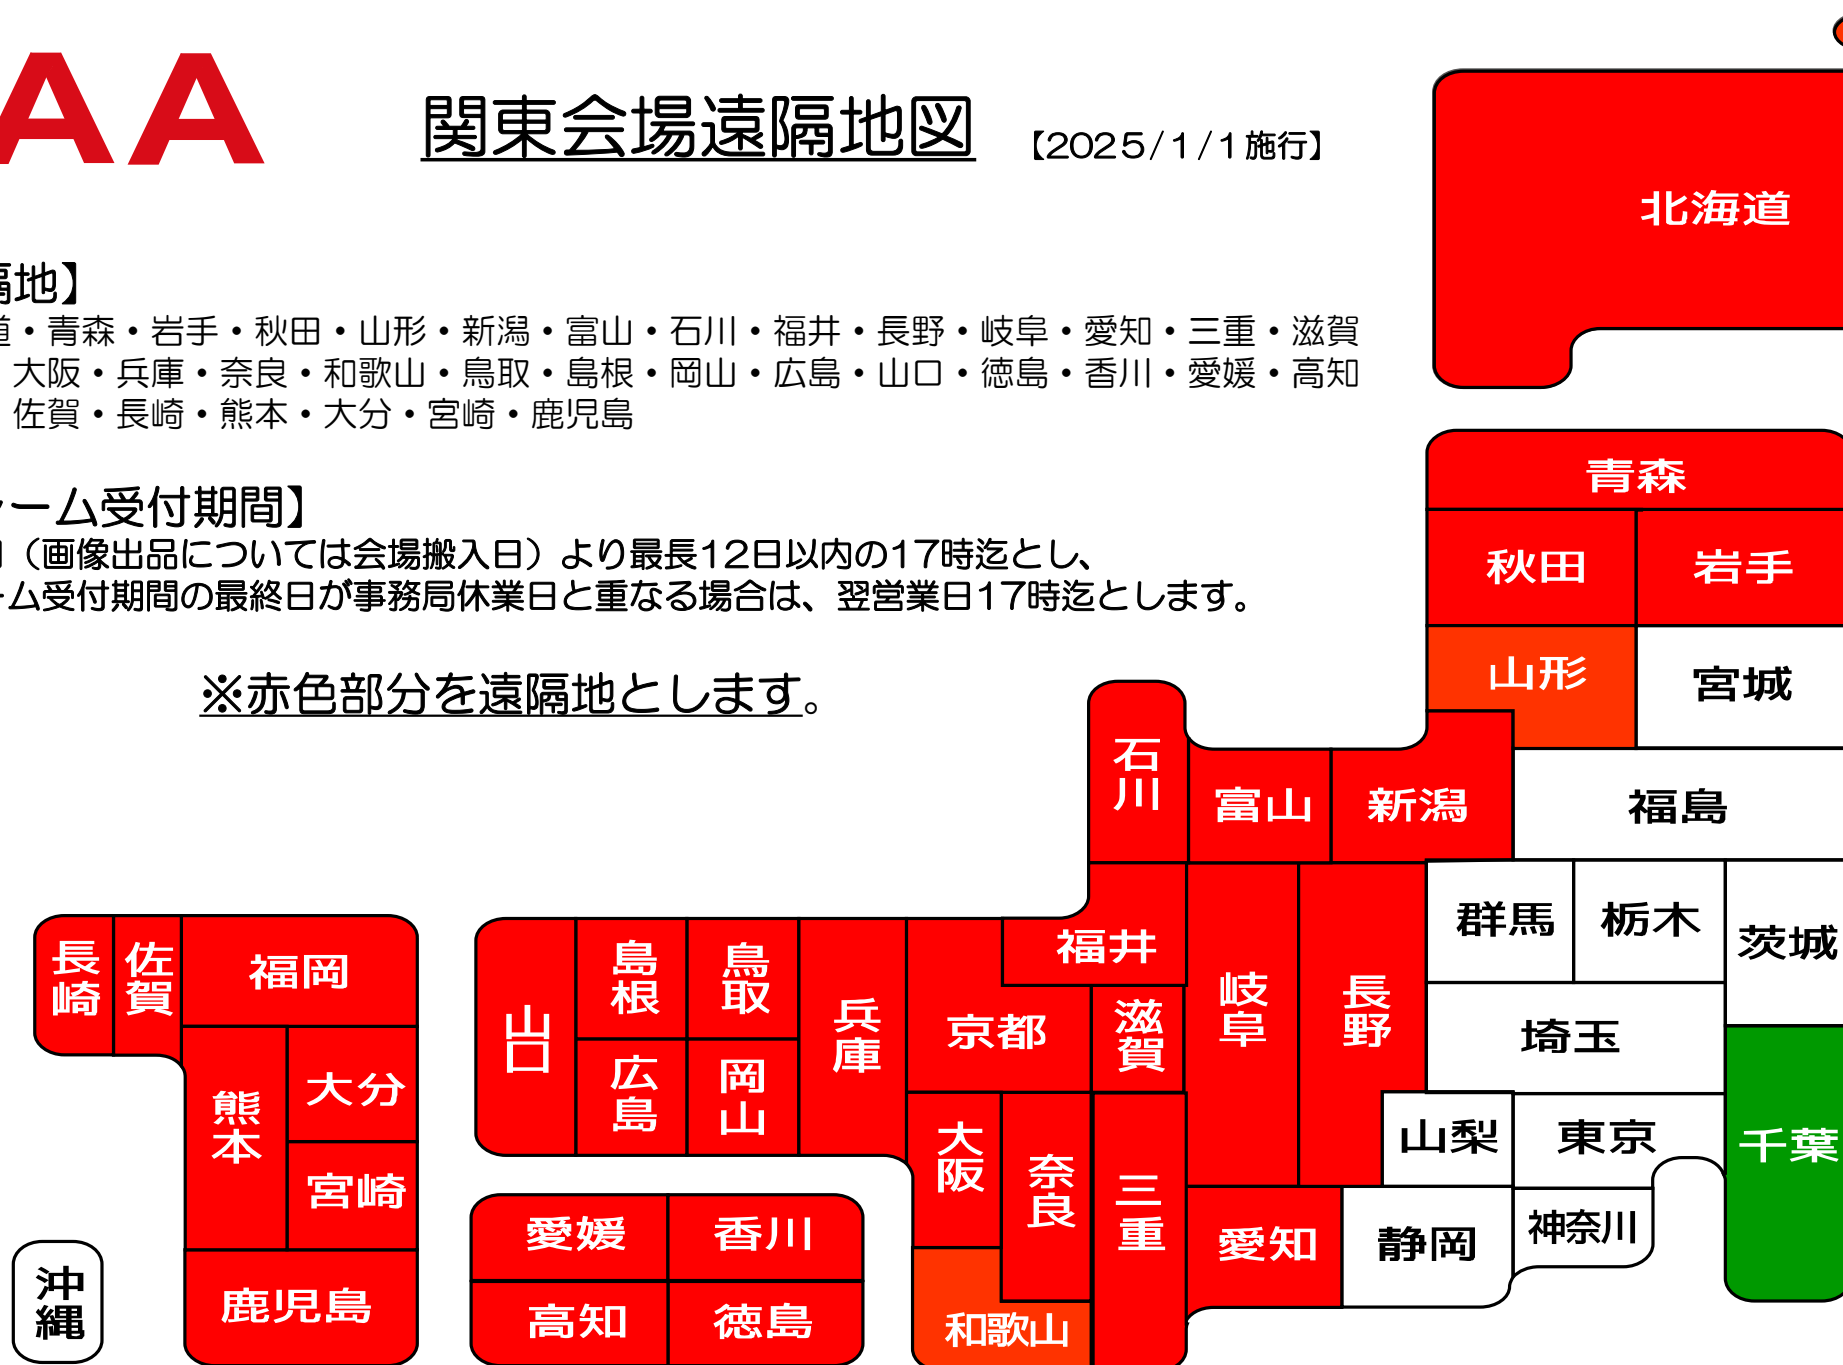 AA
関東会場遠隔地図
【2025/1/1施行】
隔地】
道・青森・岩手・秋田・山形・新潟・富山・石川・福井・長野・岐阜・愛知・三重・滋賀
大阪・兵庫・奈良・和歌山・鳥取・島根・岡山・広島・山口・徳島・香川・愛媛・高知
佐賀・長崎・熊本・大分・宮崎・鹿児島
ーム受付期間】
日（画像出品については会場搬入日）より最長12日以内の17時迄とし、
ーム受付期間の最終日が事務局休業日と重なる場合は、翌営業日17時迄とします。
※赤色部分を遠隔地とします。
北海道
青森
秋田
岩手
山形
宮城
石川
富山
新潟
福島
群馬
栃木
茨城
福井
岐阜
長野
埼玉
長崎
佐賀
福岡
山口
島根
鳥取
兵庫
京都
滋賀
熊本
大分
広島
岡山
大阪
奈良
三重
山梨
東京
千葉
宮崎
愛媛
香川
愛知
静岡
神奈川
沖縄
鹿児島
高知
徳島
和歌山